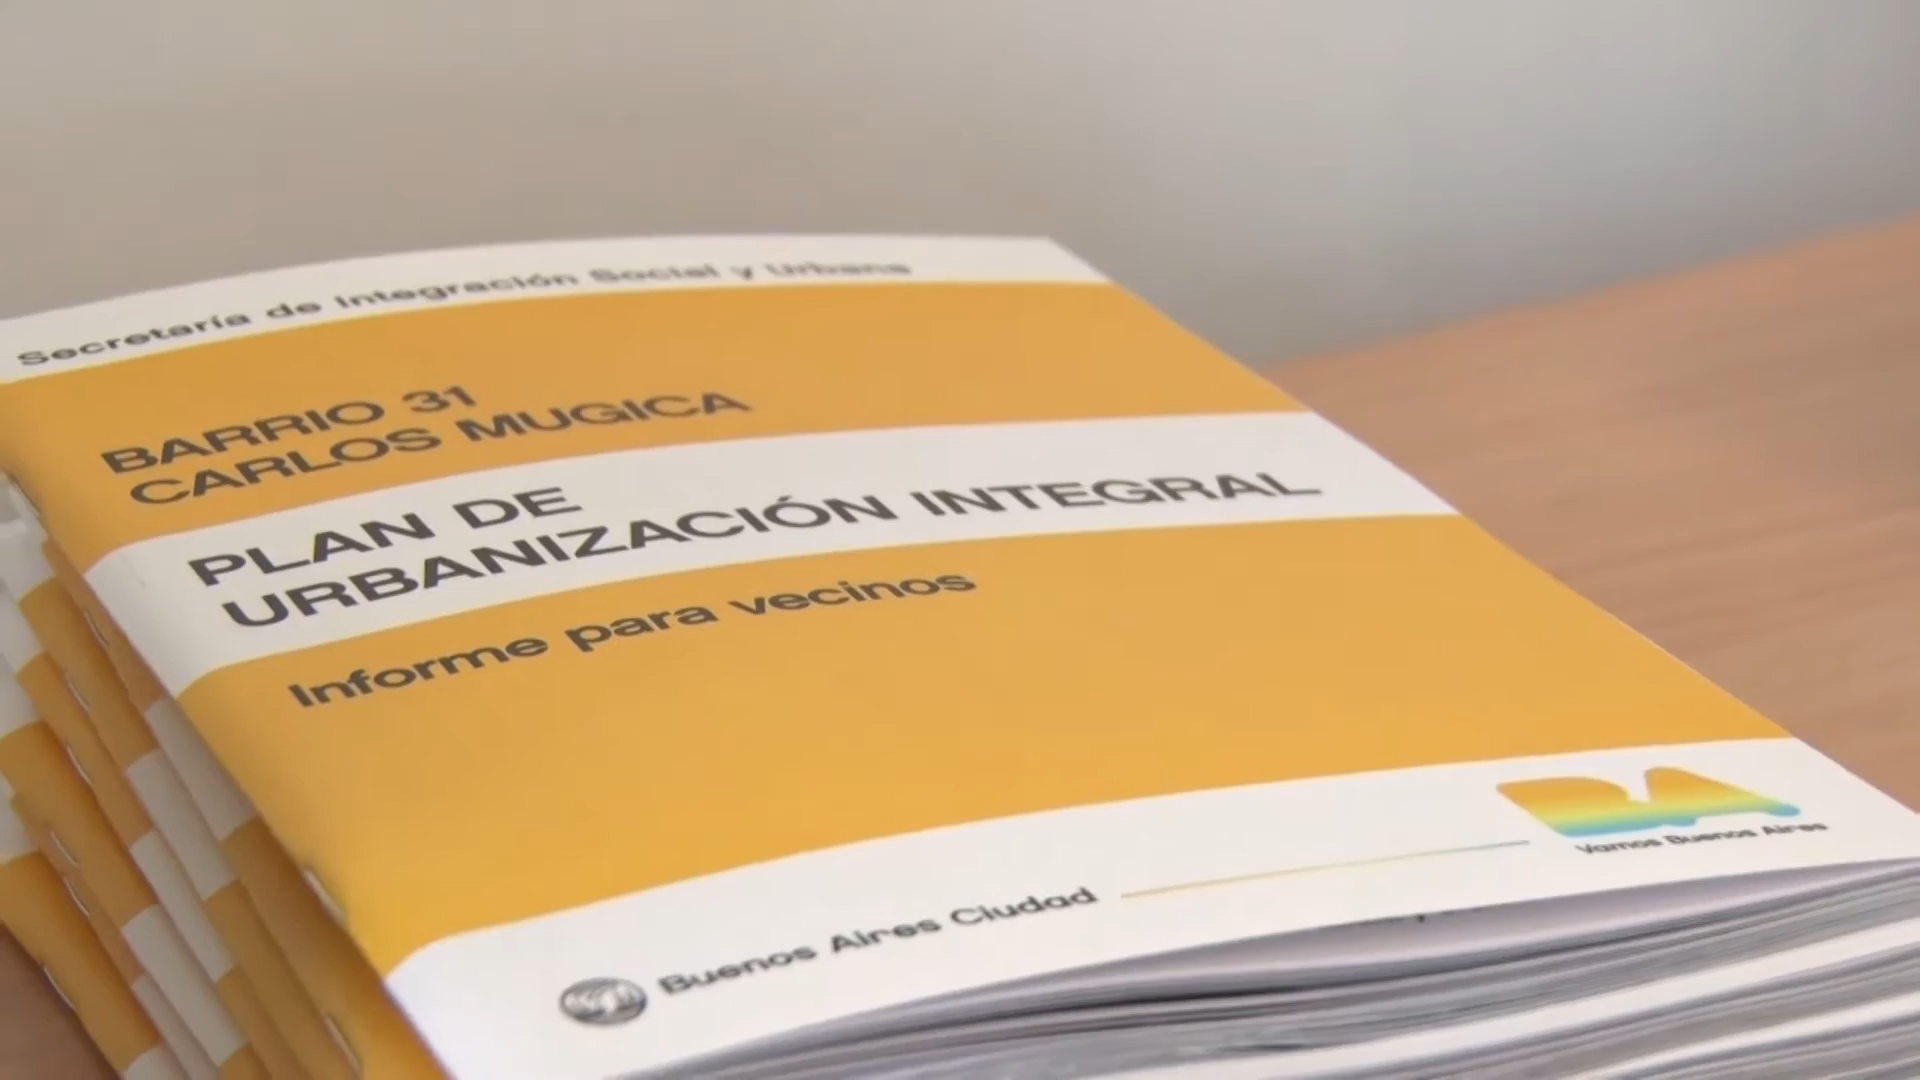 Secretaría de Integración Social y Urbana
BARRIO 31
CARLOS MUGICA
PLAN DE
URBANIZACIÓN INTEGRAL
Informe para vecinos
BA
Vamos Buenos Aires
Buenos Aires Ciudad